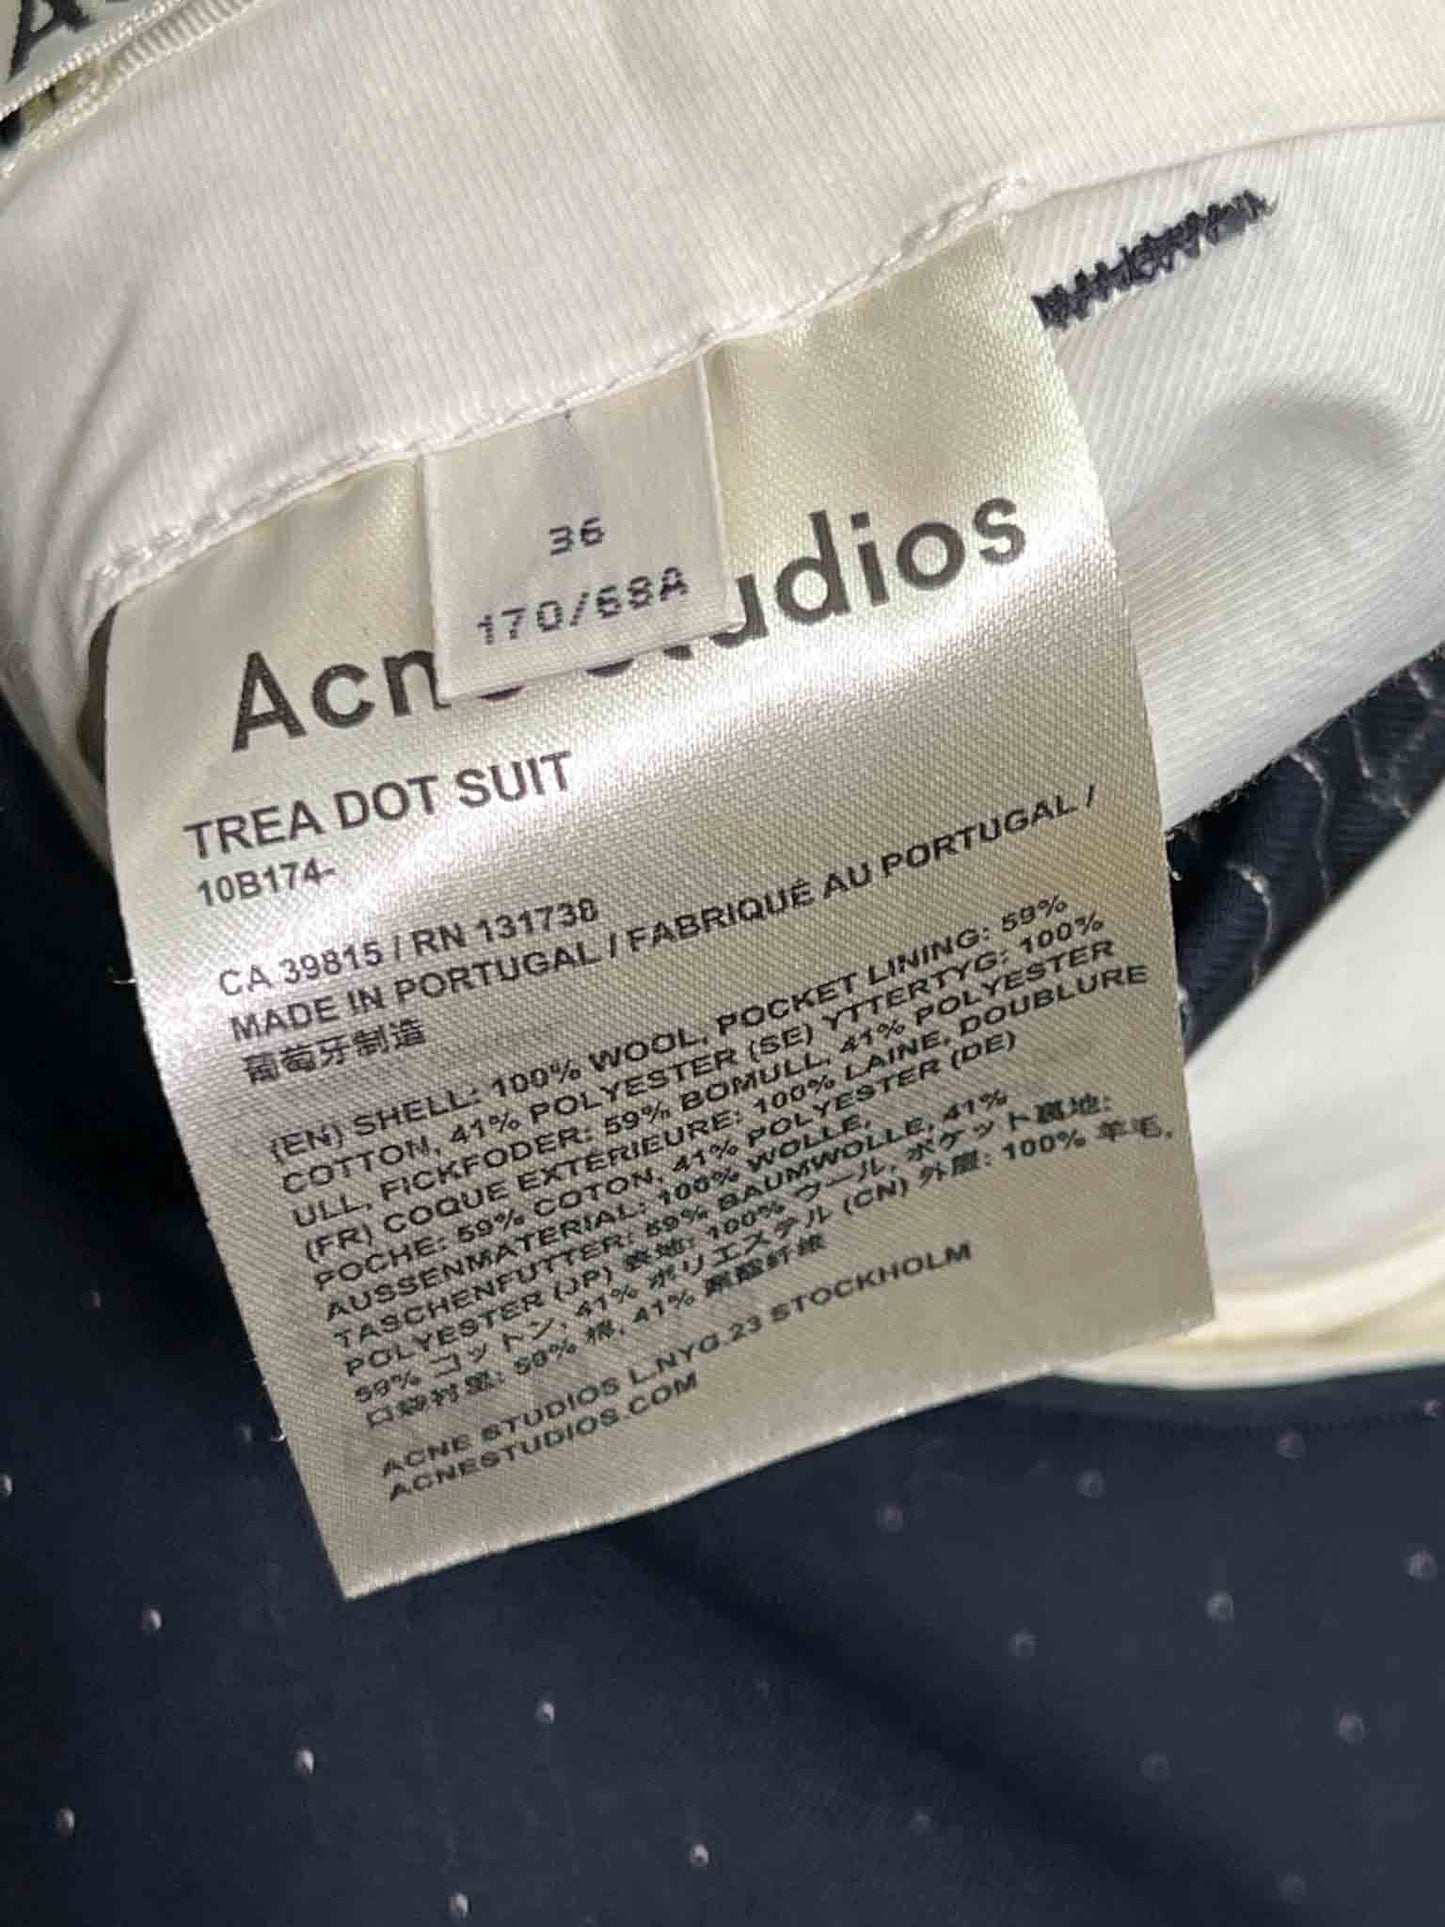 36
170/68A
Acne Studios
TREA DOT SUIT
10B174-
CA 39815 / RN 131738
MADE IN PORTUGAL / FABRIQUÉ AU PORTUGAL /
葡萄牙制造
(EN) SHELL: 100% WOOL, POCKET LINING: 59%
COTTON, 41% POLYESTER (SE) YTTERTYG: 100%
ULL, FICKFODER: 59% BOMULL, 41% POLYESTER
(FR) COQUE EXTÉRIEURE: 100% LAINE, DOUBLURE
POCHE: 59% COTON, 41% POLYESTER (DE)
AUSSENMATERIAL: 100% WOLLE,
TASCHENFUTTER: 59% BAUMWOLLE, 41%
POLYESTER (JP) 表地: 100% ウール, ポケット裏地:
59% コットン, 41% ポリエステル (CN) 外层: 100% 羊毛,
口袋衬里: 59% 棉, 41% 聚酯纤维
ACNE STUDIOS L.NYG.23 STOCKHOLM
ACNESTUDIOS.COM